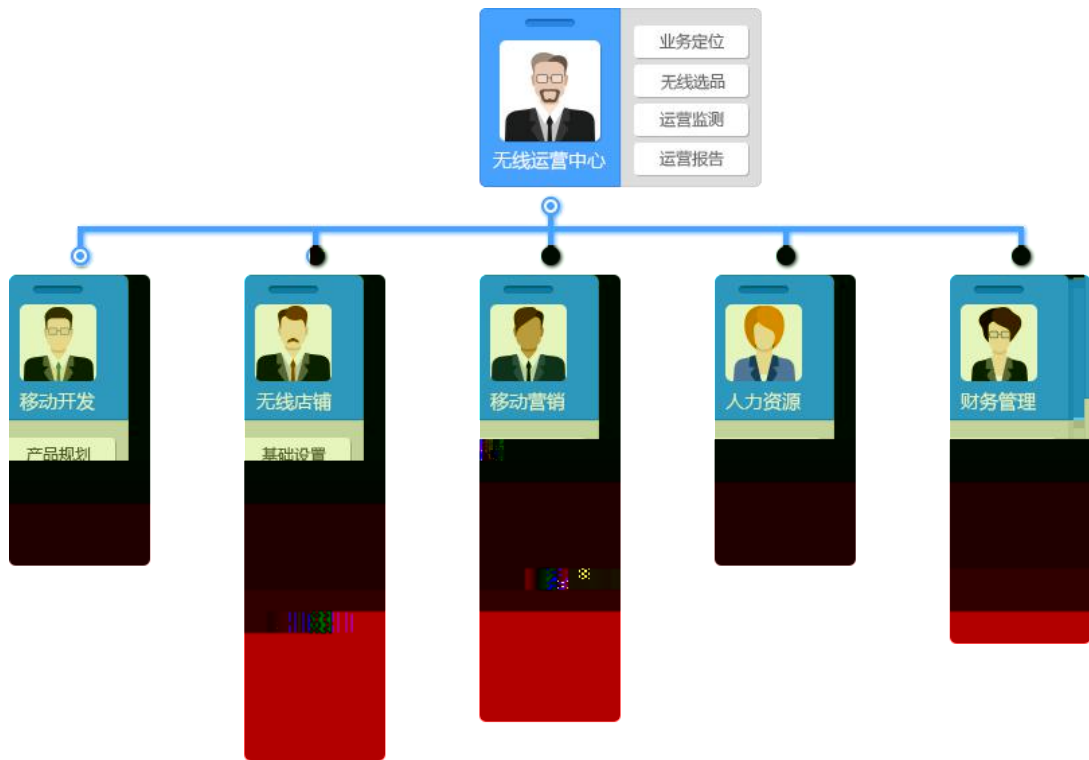 业务定位
无线选品
运营监测
运营报告
无线运营中心
移动开发
无线店铺
移动营销
人力资源
财务管理
产品规划
基础设置